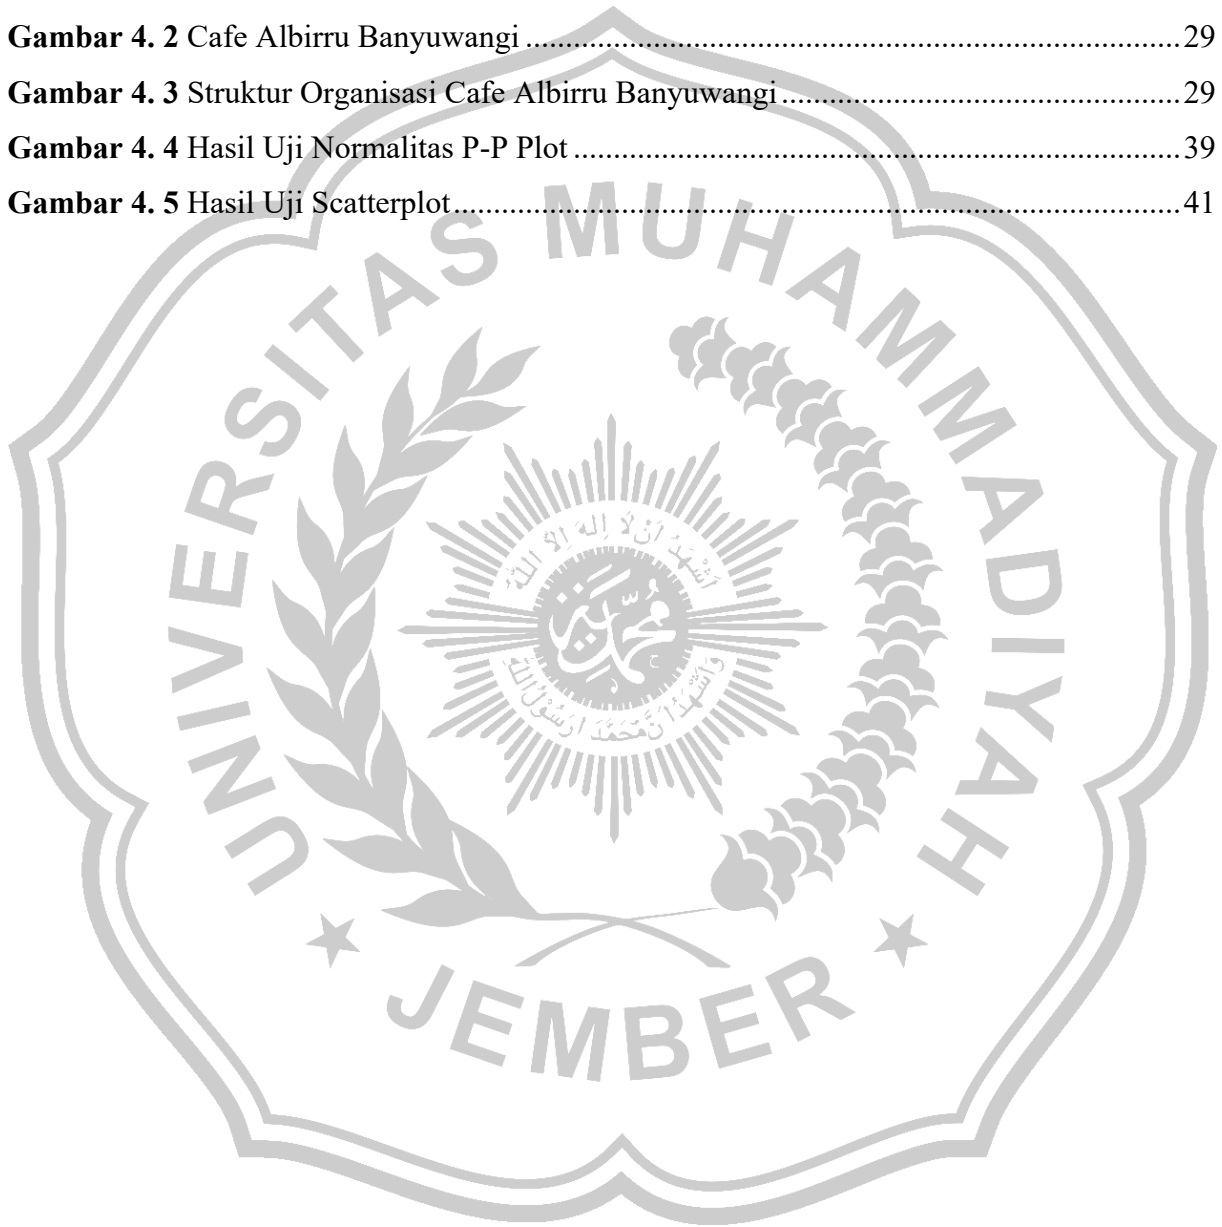 Gambar 4. 2 Cafe Albirru Banyuwangi ........................................................................................29
Gambar 4. 3 Struktur Organisasi Cafe Albirru Banyuwangi ......................................................29
Gambar 4. 4 Hasil Uji Normalitas P-P Plot ................................................................................39
Gambar 4. 5 Hasil Uji Scatterplot...............................................................................................41
UNIVERSITAS MUHAMMADIYAH
JEMBER